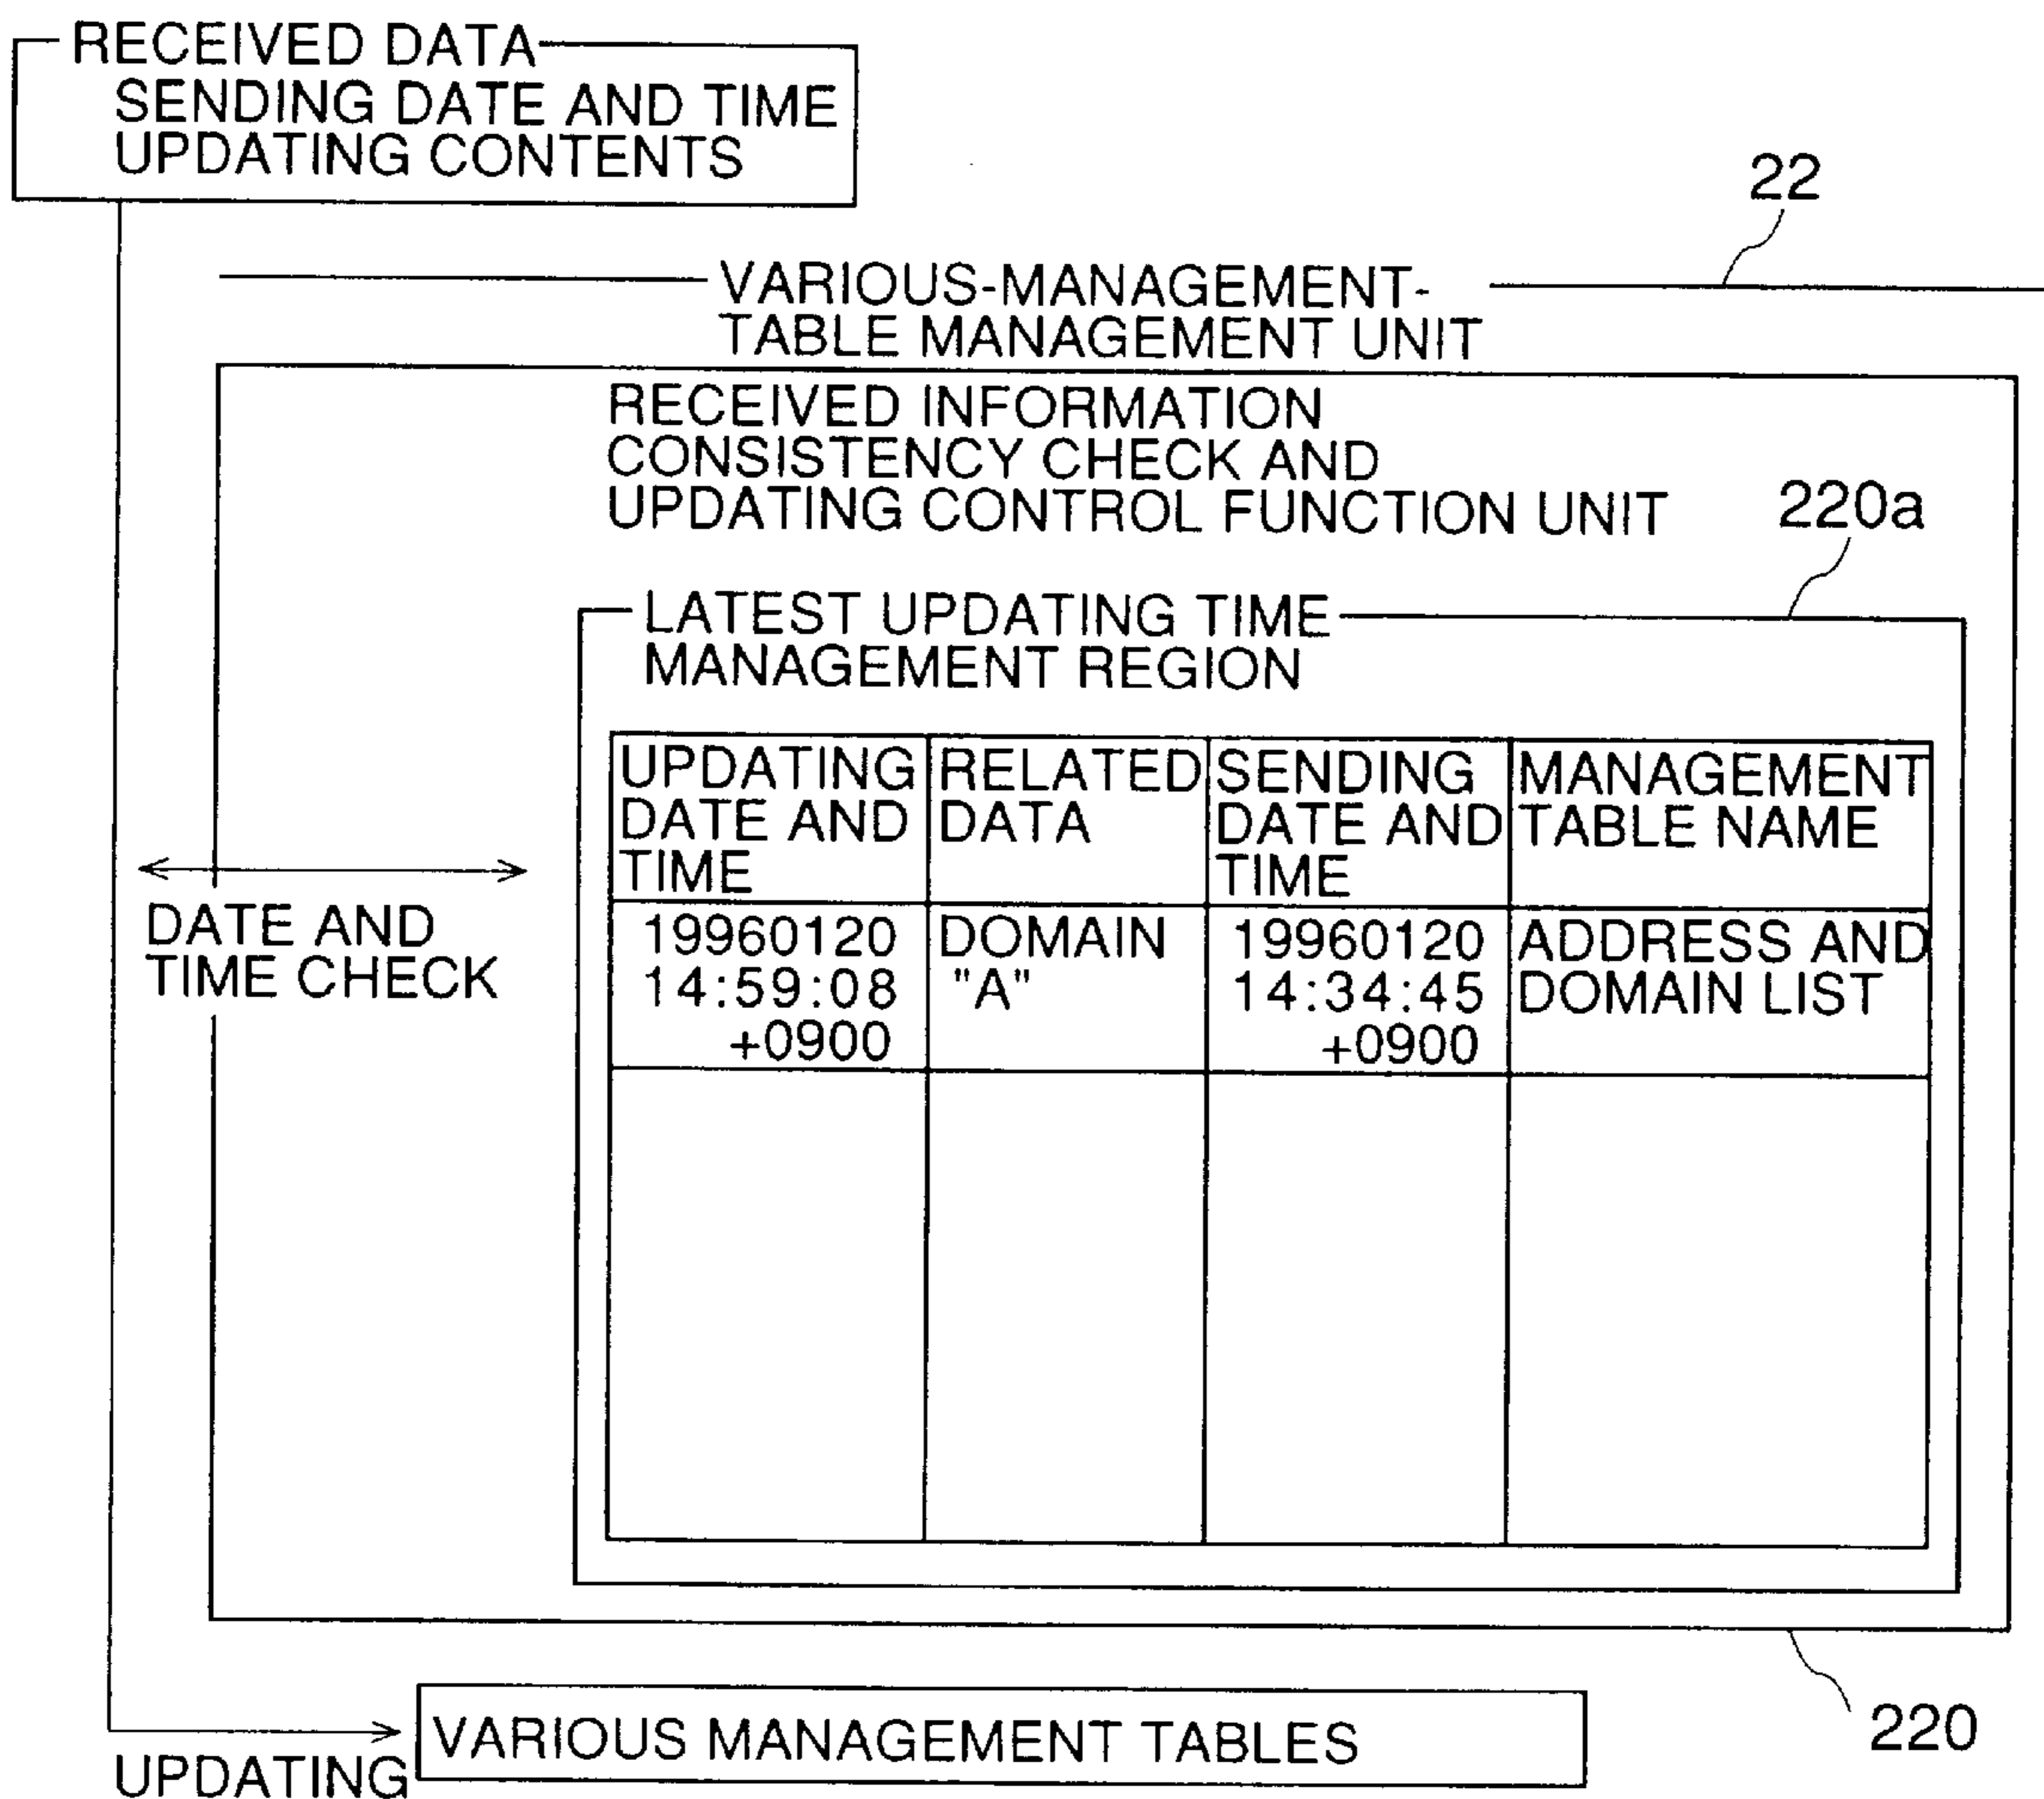 RECEIVED DATA
SENDING DATE AND TIME
UPDATING CONTENTS
22
VARIOUS-MANAGEMENT-
TABLE MANAGEMENT UNIT
RECEIVED INFORMATION
CONSISTENCY CHECK AND
UPDATING CONTROL FUNCTION UNIT
220a
LATEST UPDATING TIME
MANAGEMENT REGION
UPDATING
DATE AND
TIME
RELATED
DATA
SENDING
DATE AND
TIME
MANAGEMENT
TABLE NAME
19960120
14:59:08
+0900
DOMAIN
"A"
19960120
14:34:45
+0900
ADDRESS AND
DOMAIN LIST
DATE AND
TIME CHECK
220
VARIOUS MANAGEMENT TABLES
UPDATING